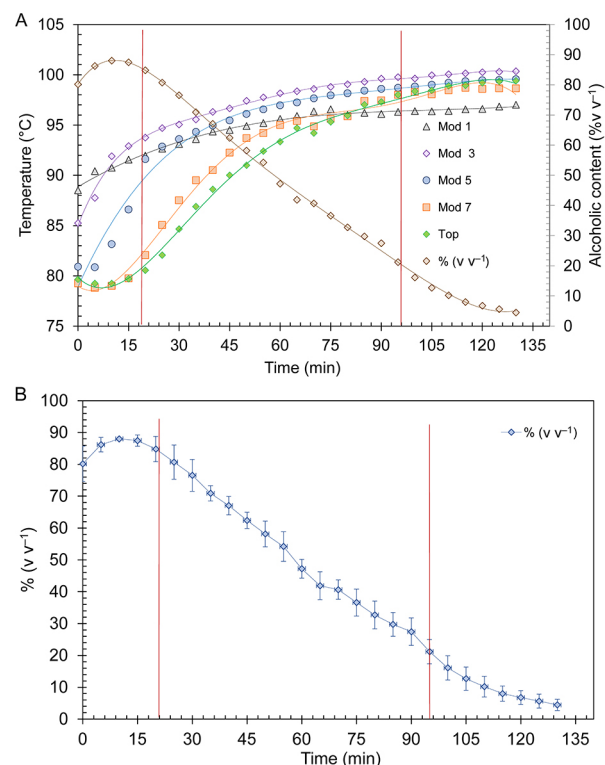 A
105
100
95
90
85
80
75
Temperature (°C)
100
90
80
70
60
50
40
30
20
10
0
Alcoholic content (%v v–1)
Mod 1
Mod 3
Mod 5
Mod 7
Top
% (v v–1)
0 15 30 45 60 75 90 105 120 135
Time (min)
B
100
90
80
70
60
50
40
30
20
10
0
% (v v–1)
% (v v–1)
0 15 30 45 60 75 90 105 120 135
Time (min)